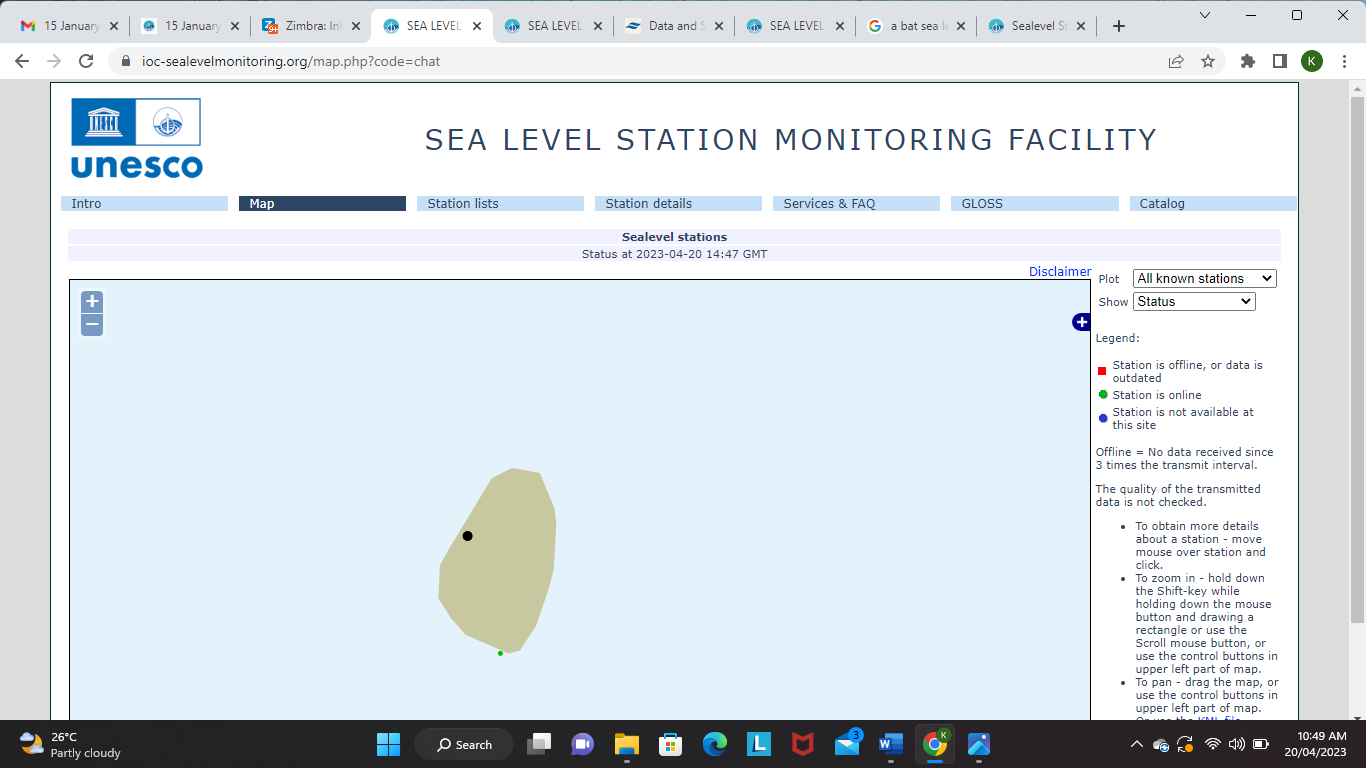 15 January
15 January
Zimbra: In
SEA LEVEL
SEA LEVEL
Data and S
SEA LEVEL
a bat sea le
Sealevel St
ioc-sealevelmonitoring.org/map.php?code=chat
K
unesco
SEA LEVEL STATION MONITORING FACILITY
Intro
Map
Station lists
Station details
Services & FAQ
GLOSS
Catalog
Sealevel stations
Status at 2023-04-20 14:47 GMT
Disclaimer
Plot All known stations
Show Status
+
−
+
Legend:
Station is offline, or data is
outdated
Station is online
Station is not available at
this site
Offline = No data received since
3 times the transmit interval.
The quality of the transmitted
data is not checked.
• To obtain more details
about a station - move
mouse over station and
click.
• To zoom in - hold down
the Shift-key while
holding down the mouse
button and drawing a
rectangle or use the
Scroll mouse button, or
use the control buttons in
upper left part of map.
• To pan - drag the map, or
use the control buttons in
upper left part of map.
Or use the KML file
26°C
Partly cloudy
Search
L
3
W
K
10:49 AM
20/04/2023